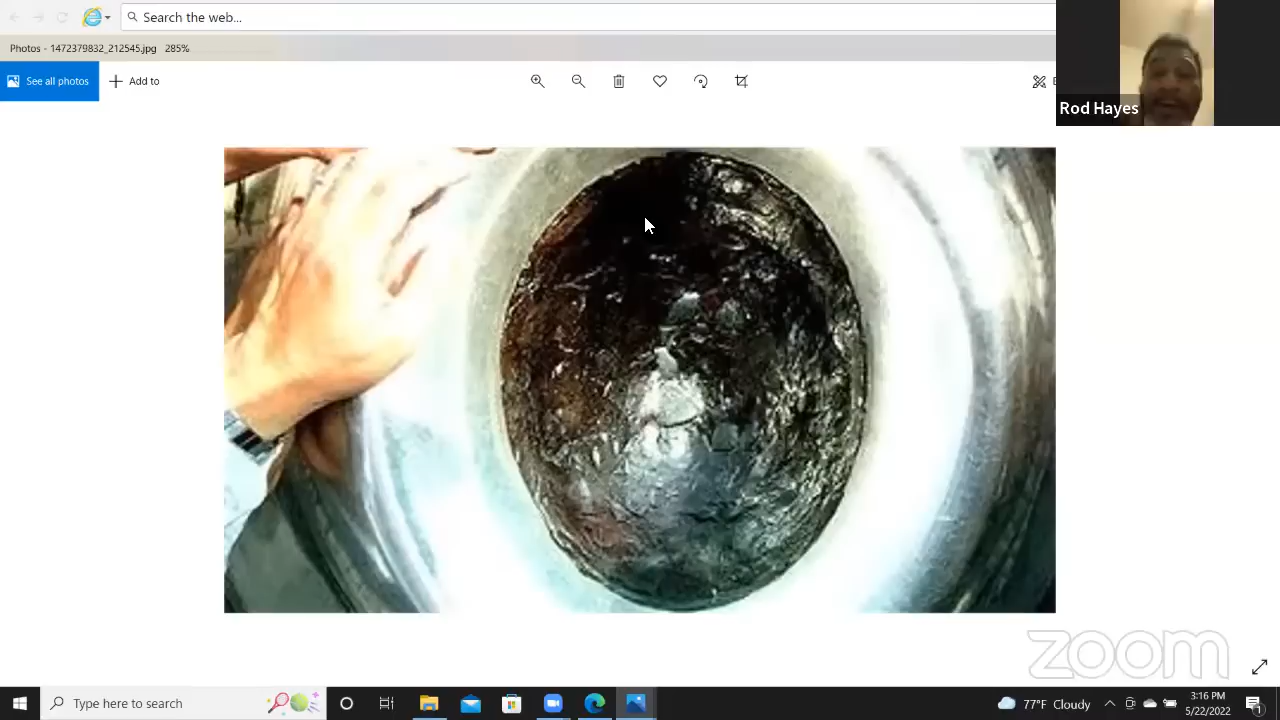 Search the web...
Photos - 1472379832_212545.jpg 285%
See all photos
Add to
Rod Hayes
zoom
Type here to search
77°F Cloudy
3:16 PM
5/22/2022
1